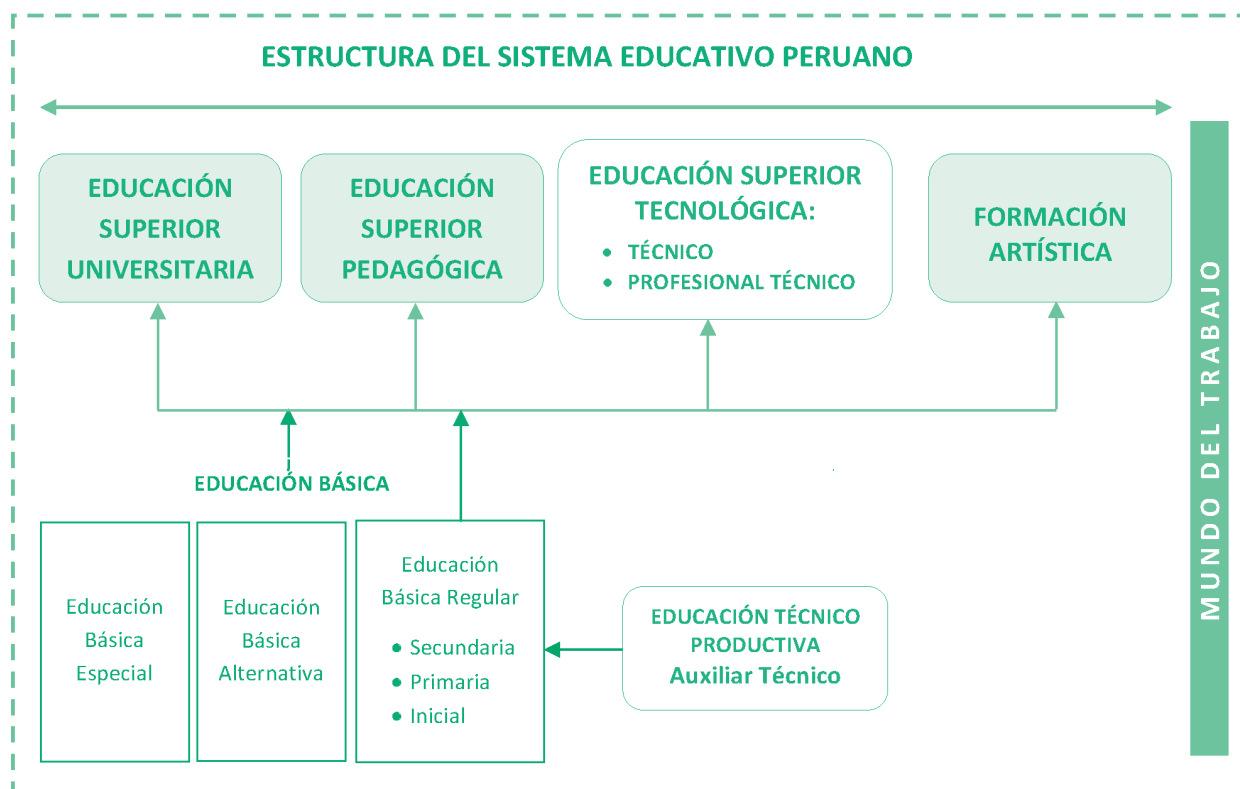 ESTRUCTURA DEL SISTEMA EDUCATIVO PERUANO
EDUCACIÓN
SUPERIOR
UNIVERSITARIA
EDUCACIÓN
SUPERIOR
PEDAGÓGICA
EDUCACIÓN SUPERIOR
TECNOLÓGICA:
• TÉCNICO
• PROFESIONAL TÉCNICO
FORMACIÓN
ARTÍSTICA
MUNDO DEL TRABAJO
EDUCACIÓN BÁSICA
Educación
Básica
Especial
Educación
Básica
Alternativa
Educación
Básica Regular
• Secundaria
• Primaria
• Inicial
EDUCACIÓN TÉCNICO
PRODUCTIVA
Auxiliar Técnico